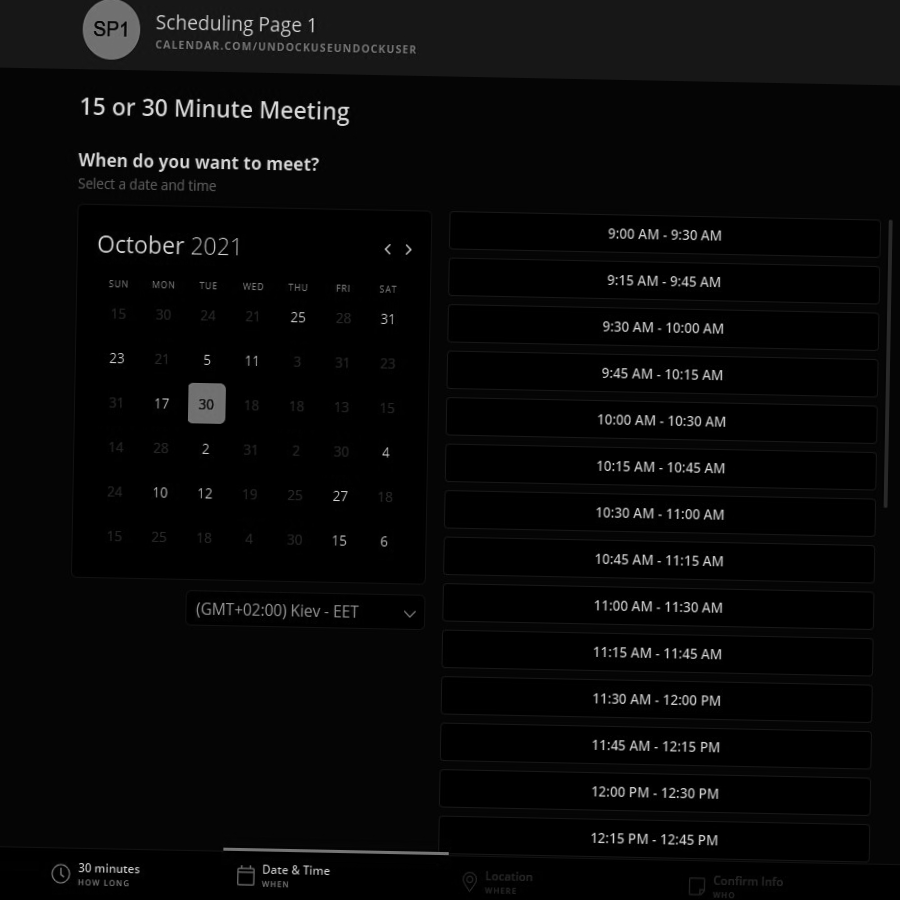 SP1
Scheduling Page 1
CALENDAR.COM/UNDOCKUSEUNDOCKUSER
15 or 30 Minute Meeting
When do you want to meet?
Select a date and time
October 2021
SUN MON TUE WED THU FRI SAT
15 30 24 21 25 28 31
23 21 5 11 3 31 23
31 17 30 18 18 13 15
14 28 2 31 2 30 4
24 10 12 19 25 27 18
15 25 18 4 30 15 6
(GMT+02:00) Kiev - EET
9:00 AM - 9:30 AM
9:15 AM - 9:45 AM
9:30 AM - 10:00 AM
9:45 AM - 10:15 AM
10:00 AM - 10:30 AM
10:15 AM - 10:45 AM
10:30 AM - 11:00 AM
10:45 AM - 11:15 AM
11:00 AM - 11:30 AM
11:15 AM - 11:45 AM
11:30 AM - 12:00 PM
11:45 AM - 12:15 PM
12:00 PM - 12:30 PM
12:15 PM - 12:45 PM
30 minutes
HOW LONG
Date & Time
WHEN
Location
WHERE
Confirm Info
WHO